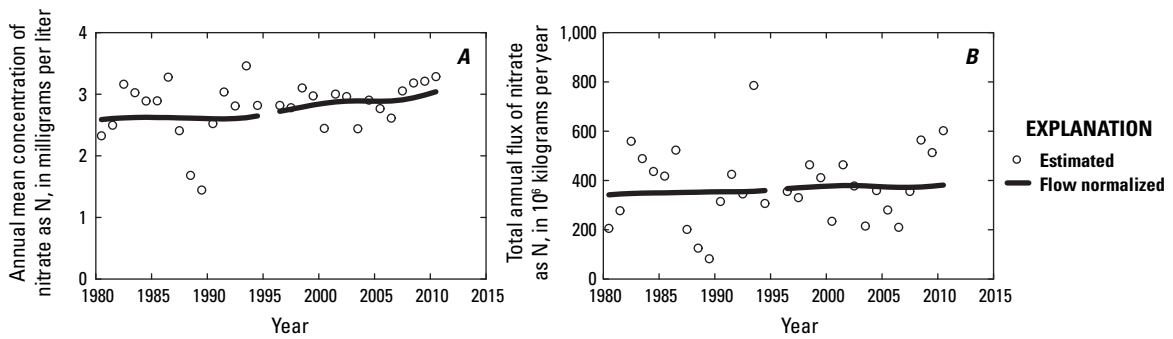 Annual mean concentration of
nitrate as N, in milligrams per liter
4
3
2
1
0
1980 1985 1990 1995 2000 2005 2010 2015
Year
A
Total annual flux of nitrate
as N, in 10⁶ kilograms per year
1,000
800
600
400
200
0
1980 1985 1990 1995 2000 2005 2010 2015
Year
B
EXPLANATION
Estimated
Flow normalized